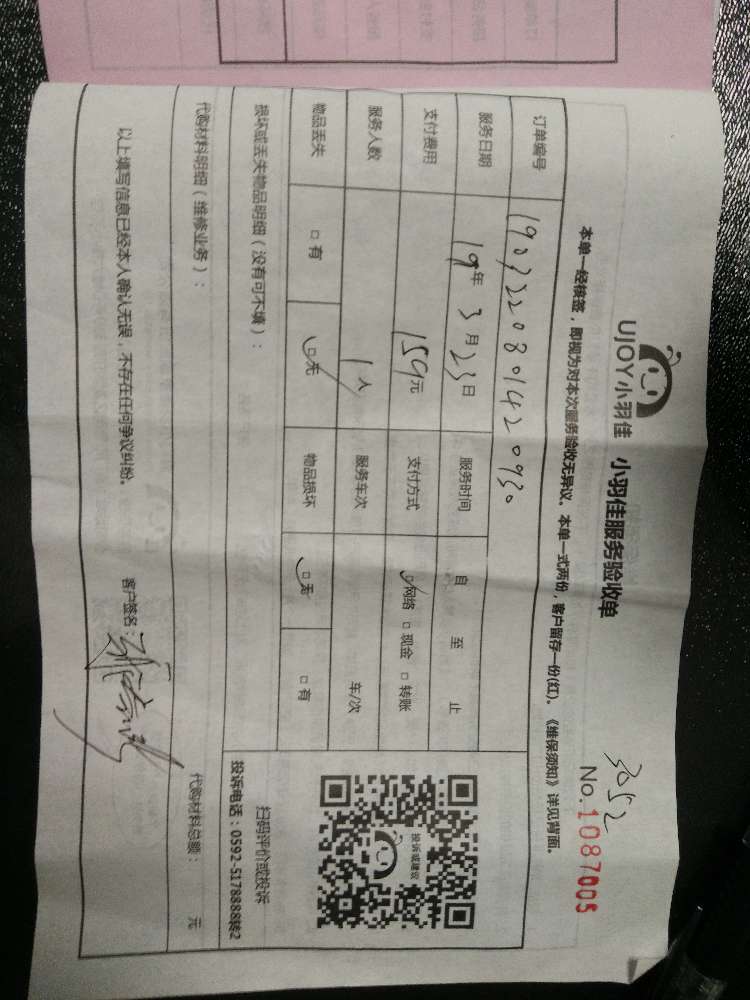 UJOY小羽佳 小羽佳服务验收单
3052
No.1087005
本单一经核签，即视为对本次服务验收无异议。本单一式两份，客户留存一份(红)。《维保须知》详见背面。
订单编号 1903220801420930
服务日期 19年 3月 23日 服务时间 自 至 止
支付费用 159元 支付方式 ☑网络 □现金 □转账
服务人数 1人 服务车次 车/次
物品丢失 □有 ☑无 物品损坏 ☑无 □有
投诉或建议
扫码评价或投诉
投诉电话：0592-5178888转2
损坏或丢失物品明细（没有可不填）：
代购材料明细（维修业务）： 代购材料总额： 元
以上填写信息已经本人确认无误，不存在任何争议纠纷。 客户签名：